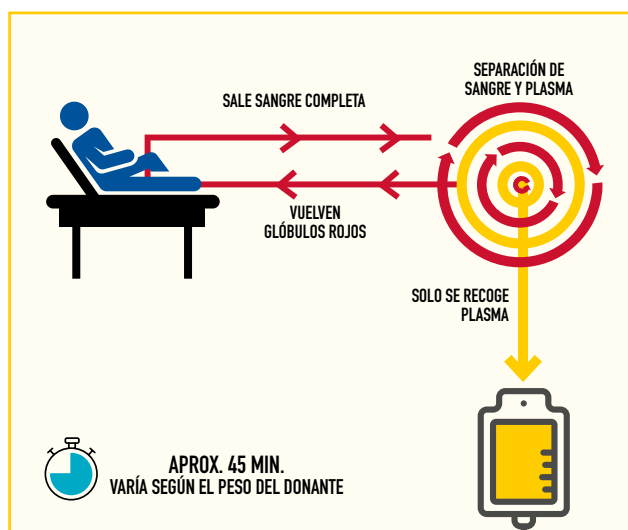 SEPARACIÓN DE
SANGRE Y PLASMA
SALE SANGRE COMPLETA
VUELVEN
GLÓBULOS ROJOS
SOLO SE RECOGE
PLASMA
APROX. 45 MIN.
VARÍA SEGÚN EL PESO DEL DONANTE